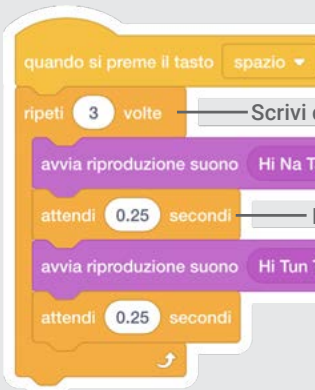 quando si preme il tasto spazio
ripeti 3 volte Scrivi
avvia riproduzione suono Hi Na
attendi 0.25 secondi
avvia riproduzione suono Hi Tun
attendi 0.25 secondi